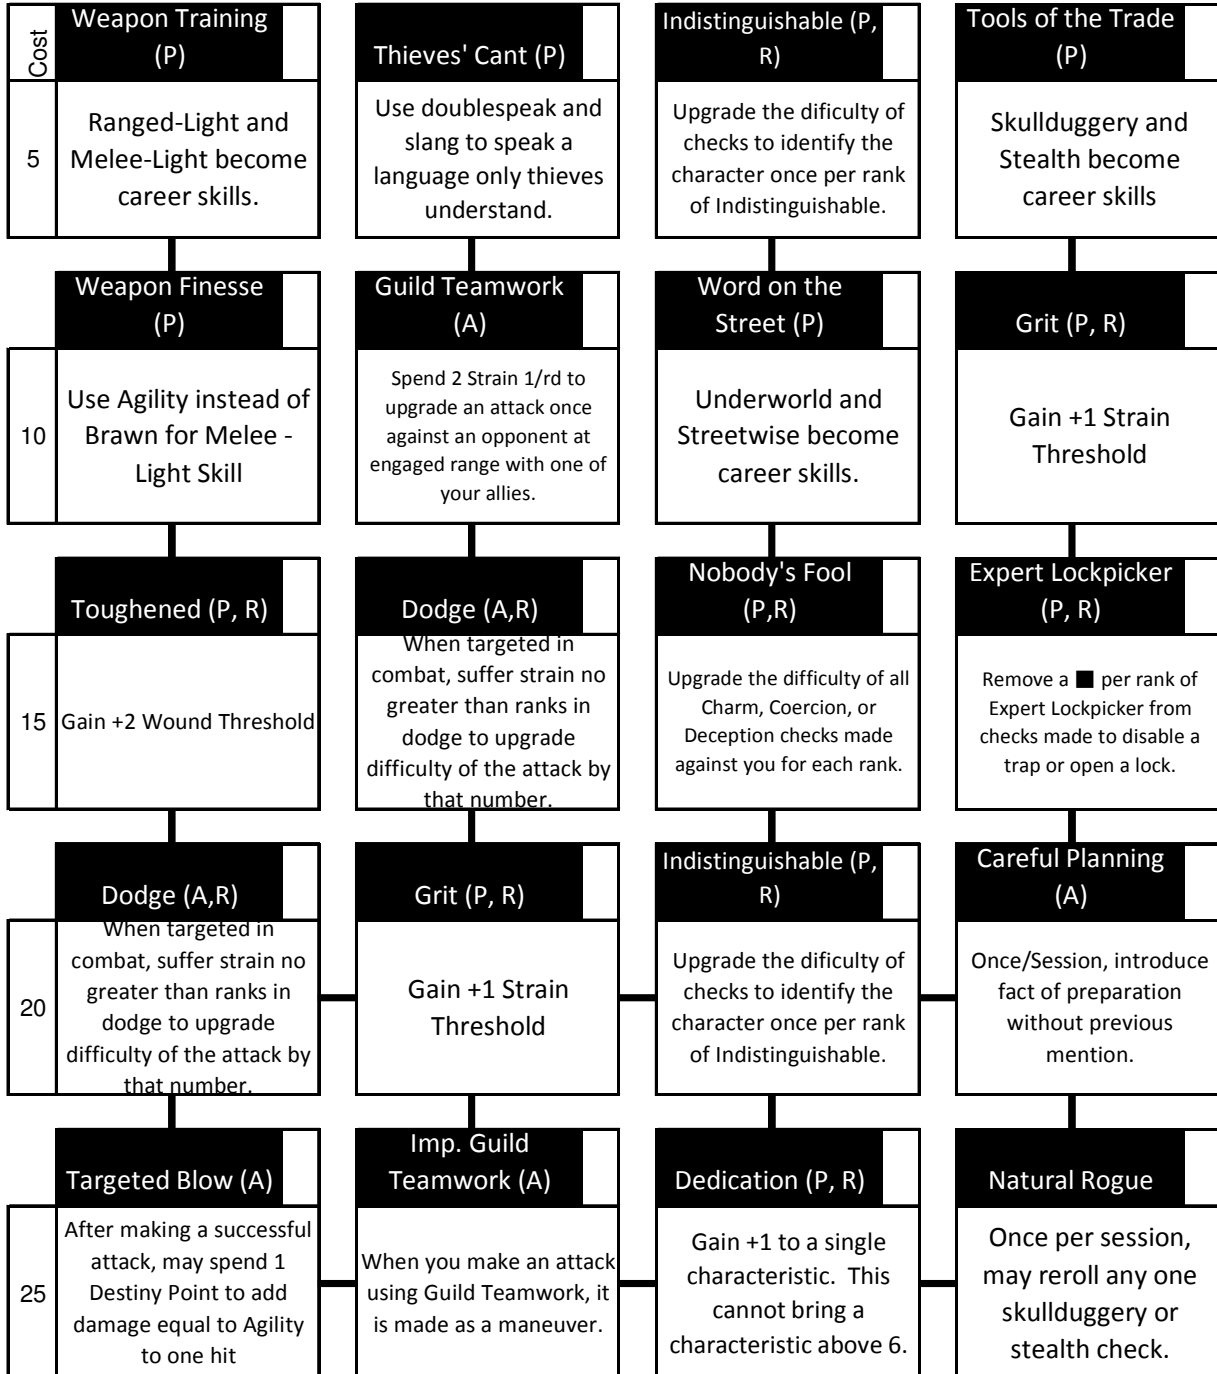 Cost
Weapon Training
(P)
Thieves' Cant (P)
Indistinguishable (P,
R)
Tools of the Trade
(P)
5
Ranged-Light and
Melee-Light become
career skills.
Use doublespeak and
slang to speak a
language only thieves
understand.
Upgrade the dificulty of
checks to identify the
character once per rank
of Indistinguishable.
Skullduggery and
Stealth become
career skills
Weapon Finesse
(P)
Guild Teamwork
(A)
Word on the
Street (P)
Grit (P, R)
10
Use Agility instead of
Brawn for Melee -
Light Skill
Spend 2 Strain 1/rd to
upgrade an attack once
against an opponent at
engaged range with one of
your allies.
Underworld and
Streetwise become
career skills.
Gain +1 Strain
Threshold
Toughened (P, R)
Dodge (A,R)
Nobody's Fool
(P,R)
Expert Lockpicker
(P, R)
15
Gain +2 Wound Threshold
When targeted in
combat, suffer strain no
greater than ranks in
dodge to upgrade
difficulty of the attack by
that number.
Upgrade the difficulty of all
Charm, Coercion, or
Deception checks made
against you for each rank.
Remove a ■ per rank of
Expert Lockpicker from
checks made to disable a
trap or open a lock.
Dodge (A,R)
Grit (P, R)
Indistinguishable (P,
R)
Careful Planning
(A)
20
When targeted in
combat, suffer strain no
greater than ranks in
dodge to upgrade
difficulty of the attack by
that number.
Gain +1 Strain
Threshold
Upgrade the dificulty of
checks to identify the
character once per rank
of Indistinguishable.
Once/Session, introduce
fact of preparation
without previous
mention.
Targeted Blow (A)
Imp. Guild
Teamwork (A)
Dedication (P, R)
Natural Rogue
25
After making a successful
attack, may spend 1
Destiny Point to add
damage equal to Agility
to one hit
When you make an attack
using Guild Teamwork, it
is made as a maneuver.
Gain +1 to a single
characteristic.  This
cannot bring a
characteristic above 6.
Once per session,
may reroll any one
skullduggery or
stealth check.